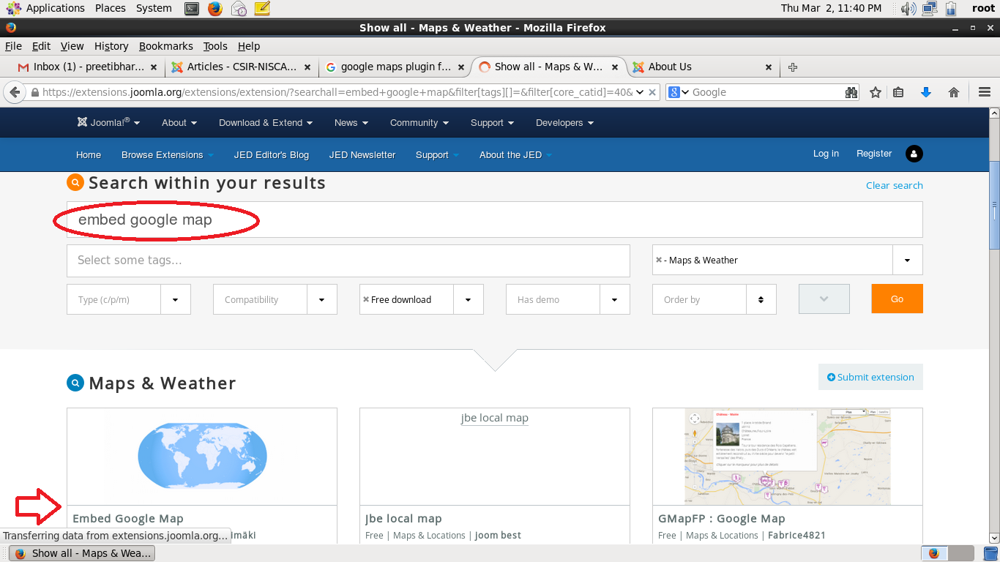 Applications Places System Thu Mar 2, 11:40 PM root
Show all - Maps & Weather - Mozilla Firefox
File Edit View History Bookmarks Tools Help
Inbox (1) - preetibhar... Articles - CSIR-NISCA... google maps plugin f... Show all - Maps & W... About Us
https://extensions.joomla.org/extensions/extension/?searchall=embed+google+map&filter[tags][]=&filter[core_catid]=40& Google
Joomla!® About Download & Extend News Community Support Developers
Home Browse Extensions JED Editor's Blog JED Newsletter Support About the JED Log in Register
Search within your results Clear search
embed google map
Select some tags... - Maps & Weather
Type (c/p/m) Compatibility Free download Has demo Order by Go
Maps & Weather Submit extension
jbe local map
Embed Google Map Jbe local map GMapFP : Google Map
imäki Free | Maps & Locations | Joom best Free | Maps & Locations | Fabrice4821
Transferring data from extensions.joomla.org...
Show all - Maps & Wea...